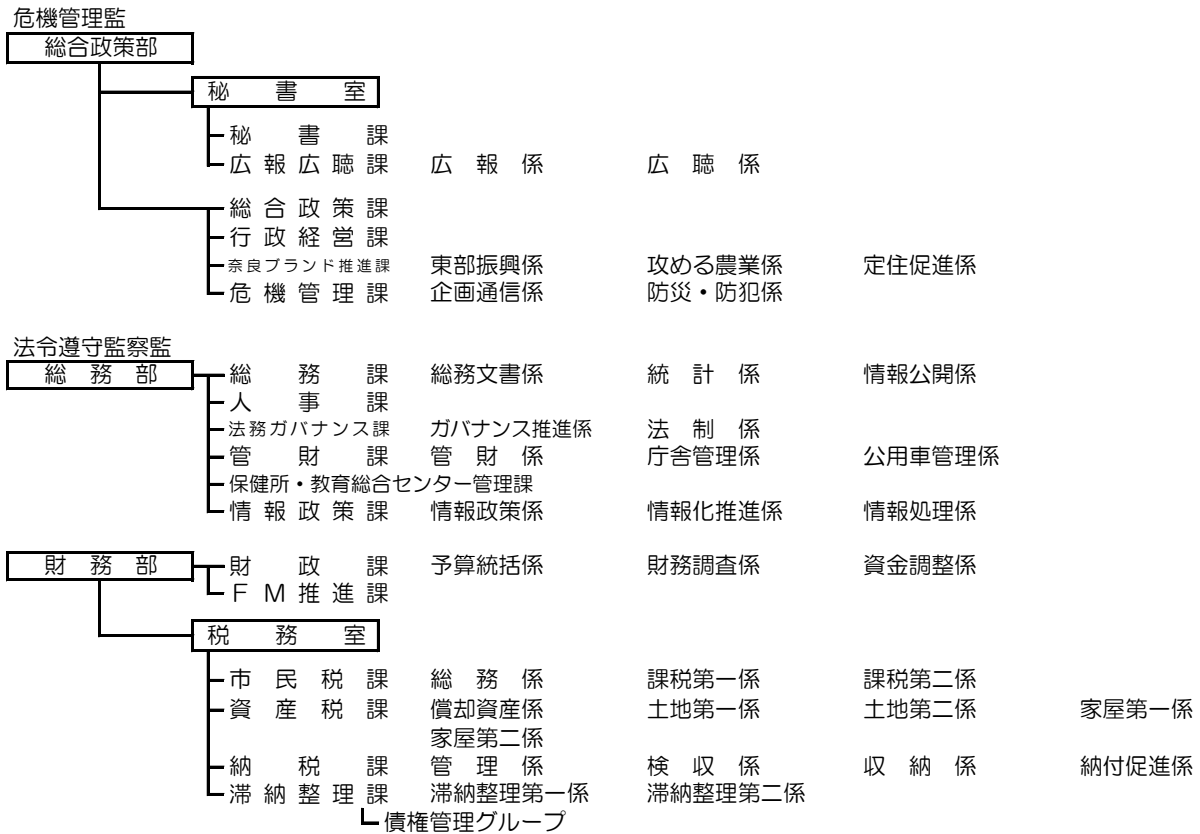 危機管理監
総合政策部
秘書室
秘書課
広報広聴課 広報係 広聴係
総合政策課
行政経営課
奈良ブランド推進課 東部振興係 攻める農業係 定住促進係
危機管理課 企画通信係 防災・防犯係
法令遵守監察監
総務部 総務課 総務文書係 統計係 情報公開係
人事課
法務ガバナンス課 ガバナンス推進係 法制係
管財課 管財係 庁舎管理係 公用車管理係
保健所・教育総合センター管理課
情報政策課 情報政策係 情報化推進係 情報処理係
財務部 財政課 予算統括係 財務調査係 資金調整係
FM推進課
税務室
市民税課 総務係 課税第一係 課税第二係
資産税課 償却資産係 土地第一係 土地第二係 家屋第一係
家屋第二係
納税課 管理係 検収係 収納係 納付促進係
滞納整理課 滞納整理第一係 滞納整理第二係
債権管理グループ